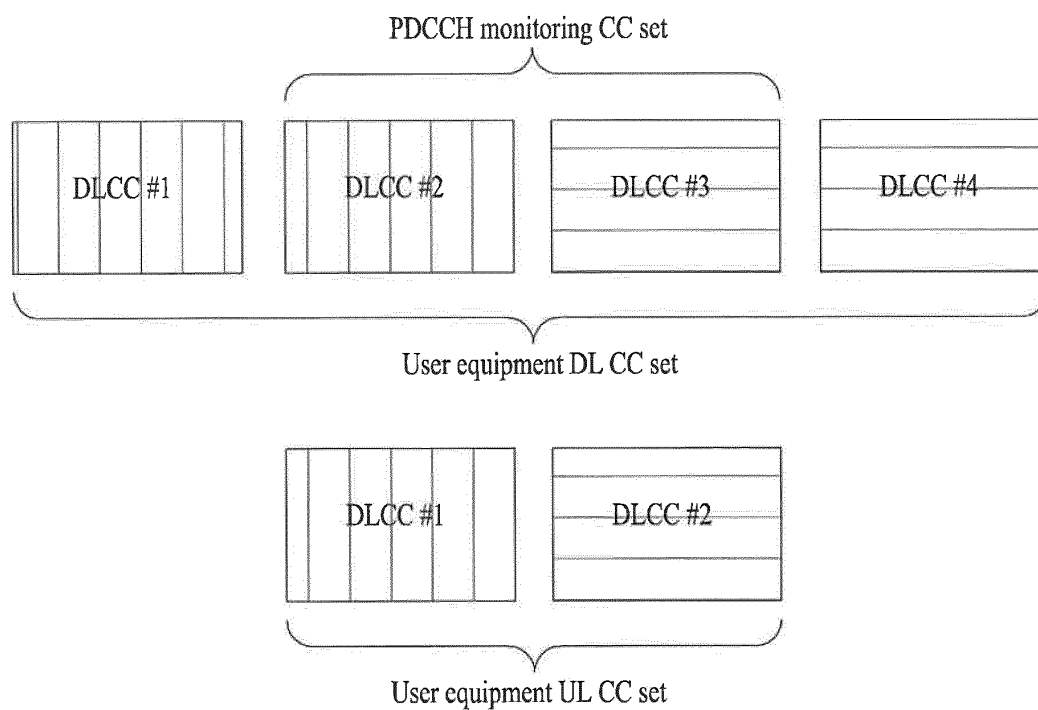 PDCCH monitoring CC set
DLCC #1 DLCC #2 DLCC #3 DLCC #4
User equipment DL CC set
DLCC #1 DLCC #2
User equipment UL CC set